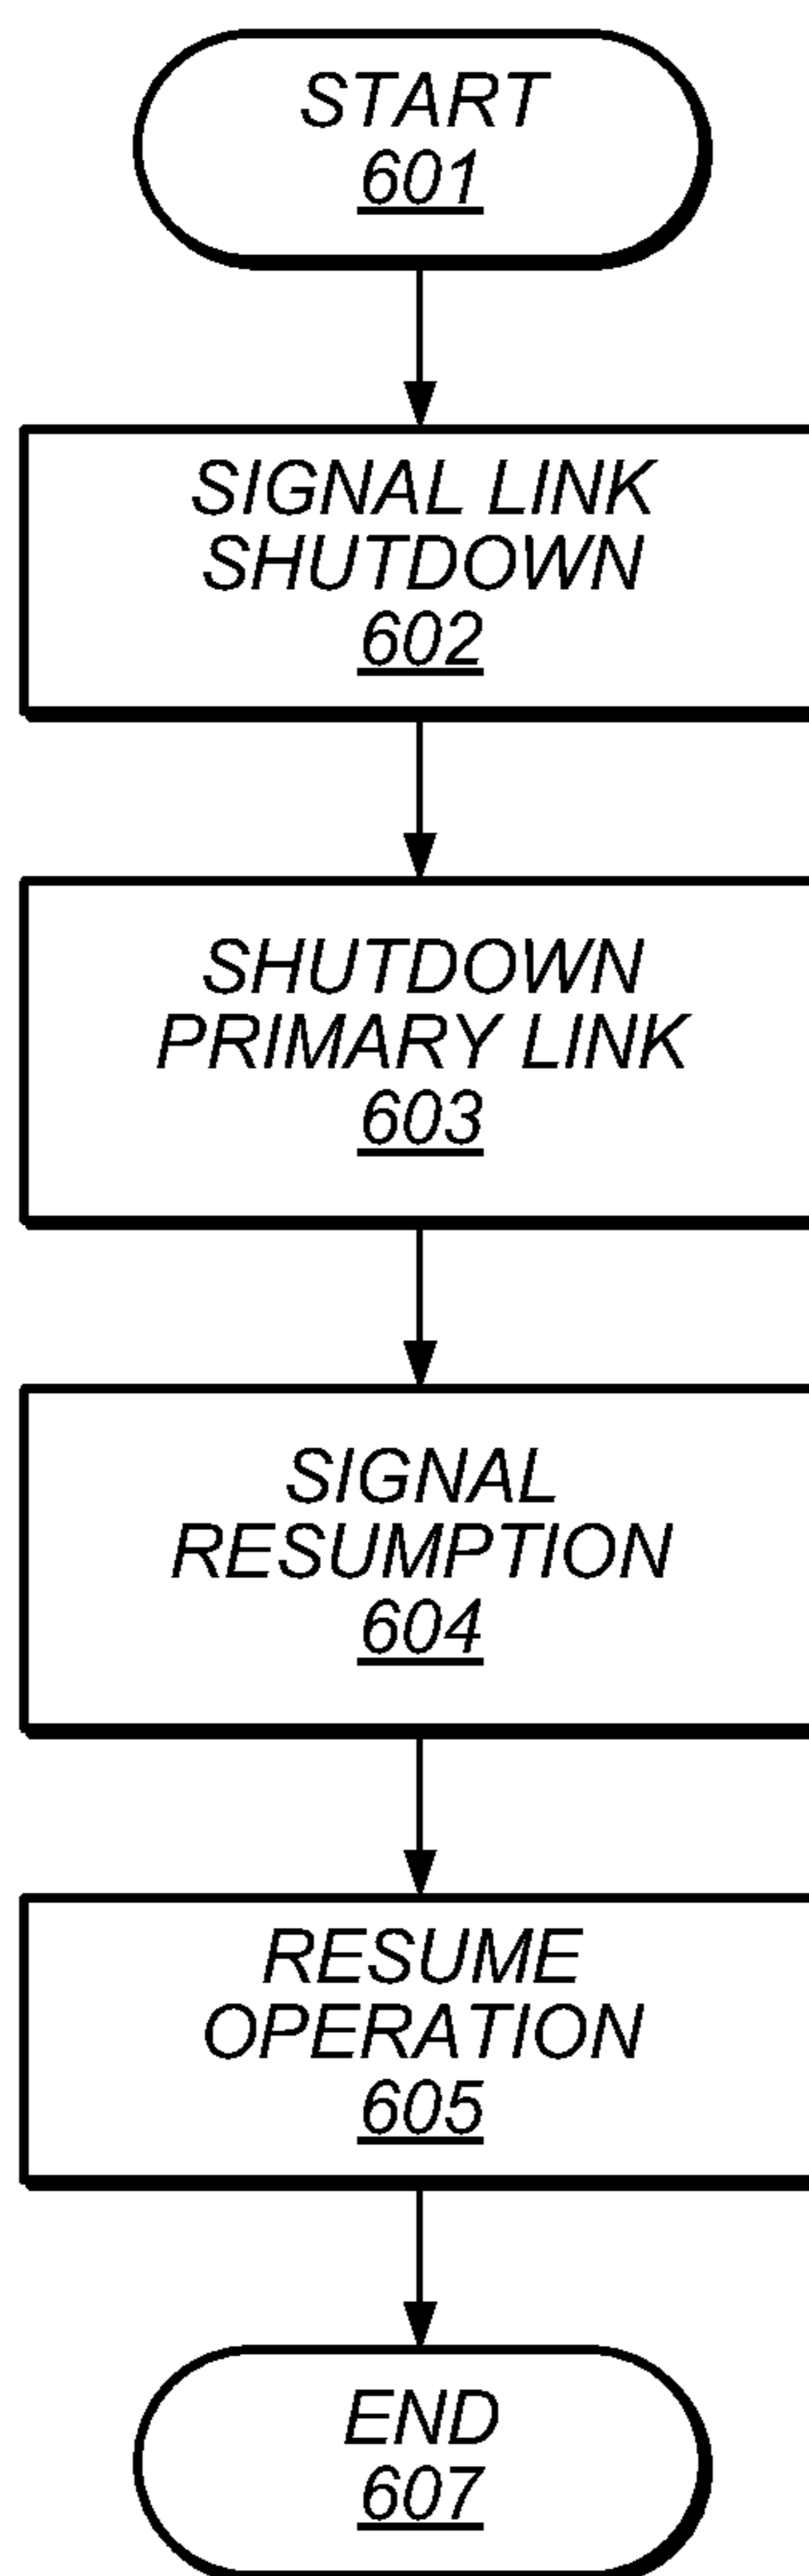 START
601
SIGNAL LINK
SHUTDOWN
602
SHUTDOWN
PRIMARY LINK
603
SIGNAL
RESUMPTION
604
RESUME
OPERATION
605
END
607